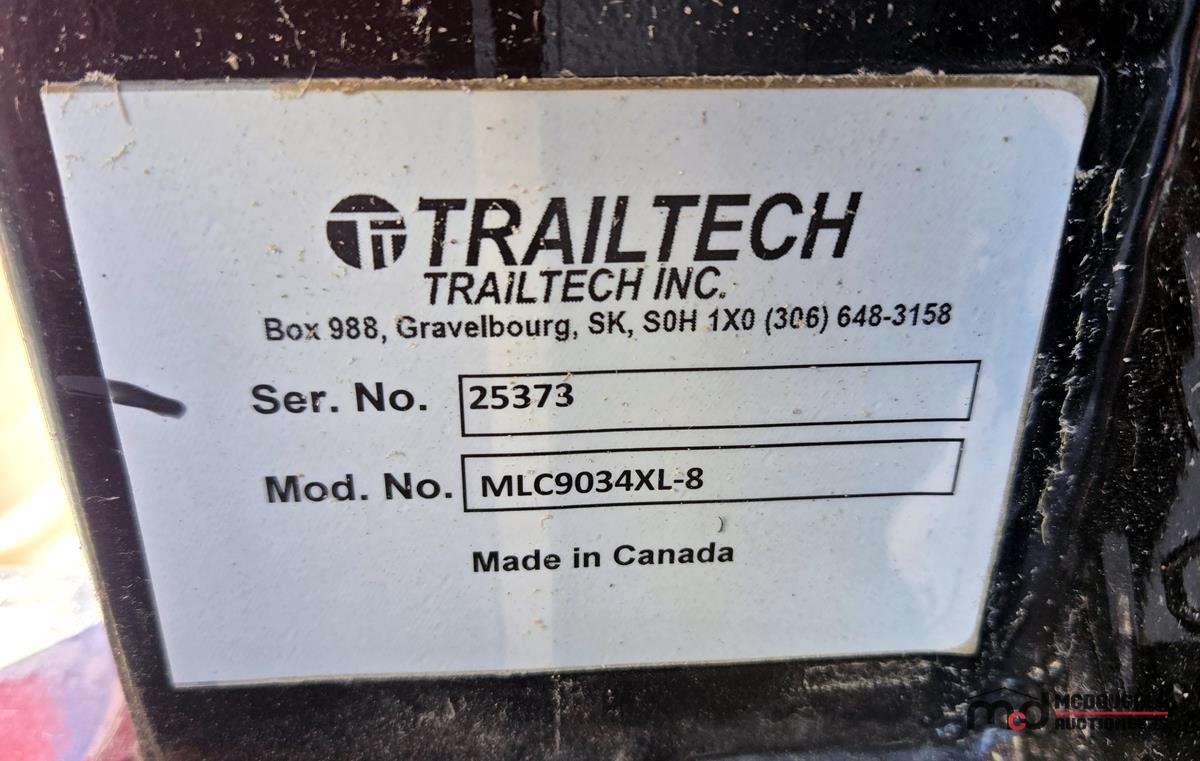 TRAILTECH
TRAILTECH INC.
Box 988, Gravelbourg, SK, S0H 1X0 (306) 648-3158
Ser. No. 25373
Mod. No. MLC9034XL-8
Made in Canada
mcd